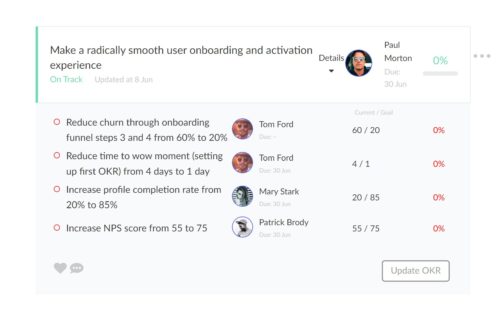 Make a radically smooth user onboarding and activation
experience
On Track
Updated at 8 Jun
Details
Paul
Morton
Due:
30 Jun
0%
Current / Goal
Reduce churn through onboarding
funnel steps 3 and 4 from 60% to 20%
Tom Ford
Due: -
60 / 20
0%
Reduce time to wow moment (setting
up first OKR) from 4 days to 1 day
Tom Ford
Due: 30 Jun
4 / 1
0%
Increase profile completion rate from
20% to 85%
Mary Stark
Due: 30 Jun
20 / 85
0%
Increase NPS score from 55 to 75
Patrick Brody
Due: 30 Jun
55 / 75
0%
Update OKR